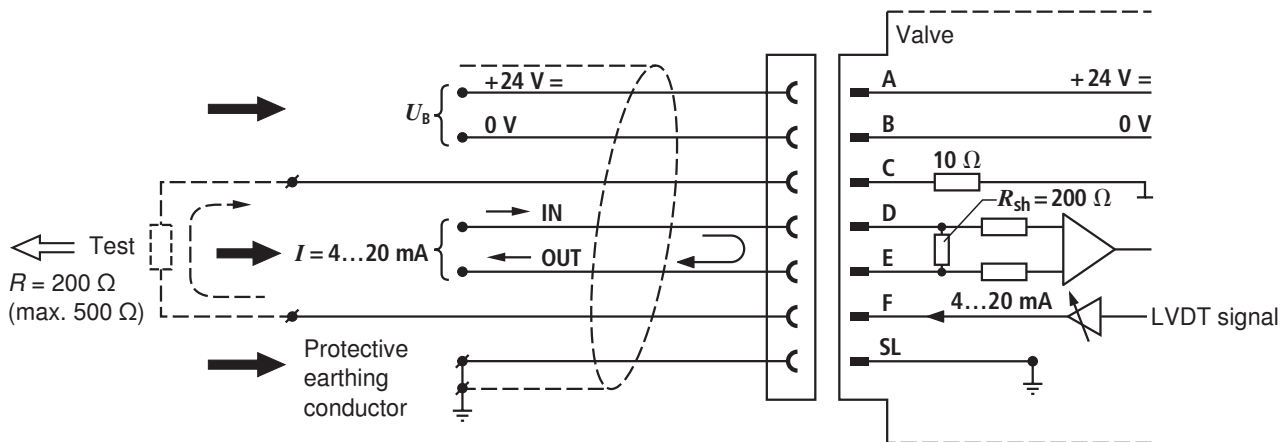 Valve
+24 V =
A
+24 V =
U_B
0 V
B
0 V
C
10 Ω
R_sh = 200 Ω
IN
D
Test
I = 4…20 mA
R = 200 Ω
(max. 500 Ω)
OUT
E
F
4…20 mA
LVDT signal
Protective
earthing
conductor
SL